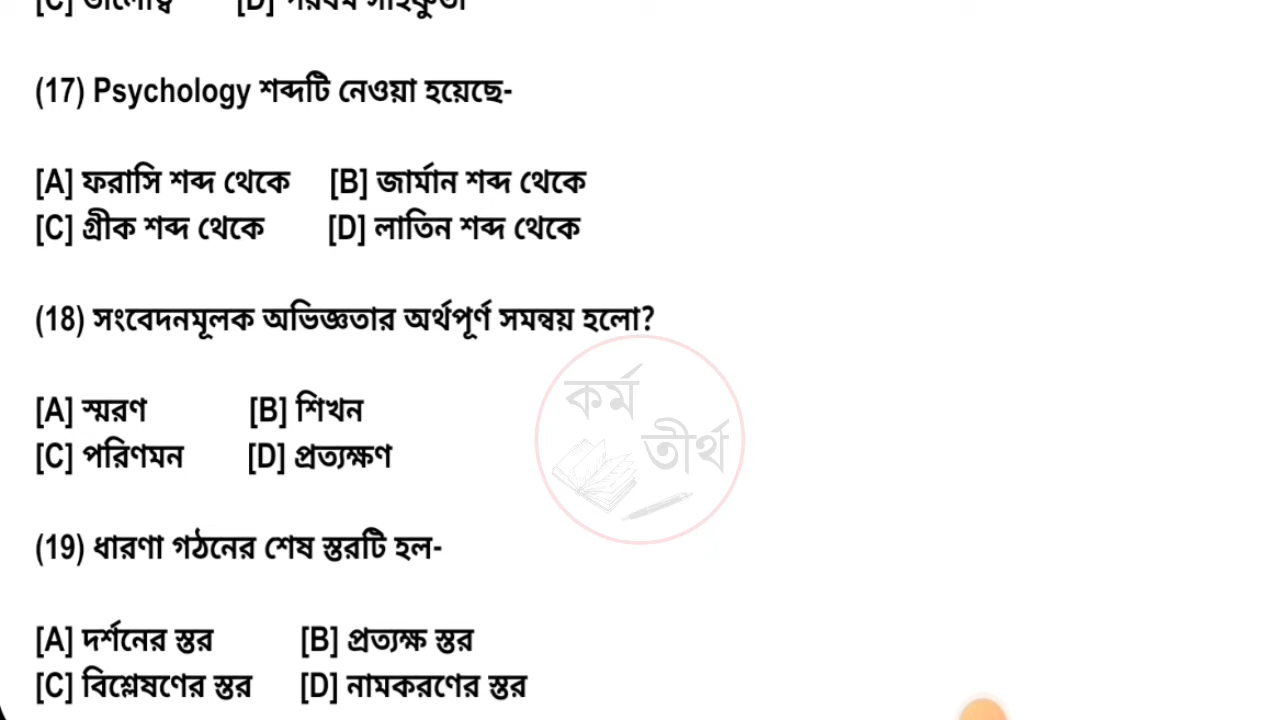 (17) Psychology শব্দটি নেওয়া হয়েছে-
[A] ফরাসি শব্দ থেকে [B] জার্মান শব্দ থেকে
[C] গ্রীক শব্দ থেকে [D] লাতিন শব্দ থেকে
(18) সংবেদনমূলক অভিজ্ঞতার অর্থপূর্ণ সমন্বয় হলো?
[A] স্মরণ [B] শিখন
[C] পরিণমন [D] প্রত্যক্ষণ
কর্ম
তীর্থ
(19) ধারণা গঠনের শেষ স্তরটি হল-
[A] দর্শনের স্তর [B] প্রত্যক্ষ স্তর
[C] বিশ্লেষণের স্তর [D] নামকরণের স্তর